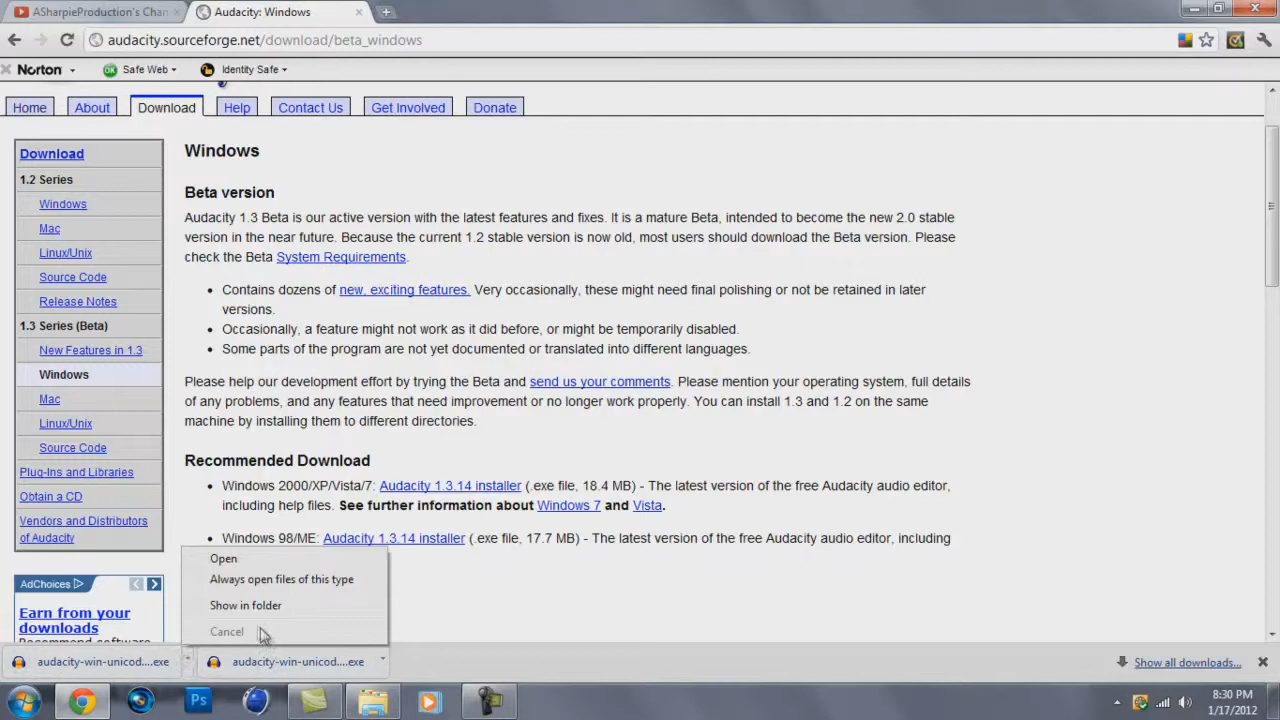 ASharpieProduction's Chan
Audacity: Windows
audacity.sourceforge.net/download/beta_windows
Norton
OK Safe Web
Identity Safe
Home
About
Download
Help
Contact Us
Get Involved
Donate
Download
1.2 Series
Windows
Mac
Linux/Unix
Source Code
Release Notes
1.3 Series (Beta)
New Features in 1.3
Windows
Mac
Linux/Unix
Source Code
Plug-Ins and Libraries
Obtain a CD
Vendors and Distributors
of Audacity
AdChoices
Earn from your
downloads
Recommend software
Windows
Beta version
Audacity 1.3 Beta is our active version with the latest features and fixes. It is a mature Beta, intended to become the new 2.0 stable
version in the near future. Because the current 1.2 stable version is now old, most users should download the Beta version. Please
check the Beta System Requirements.
• Contains dozens of new, exciting features. Very occasionally, these might need final polishing or not be retained in later
versions.
• Occasionally, a feature might not work as it did before, or might be temporarily disabled.
• Some parts of the program are not yet documented or translated into different languages.
Please help our development effort by trying the Beta and send us your comments. Please mention your operating system, full details
of any problems, and any features that need improvement or no longer work properly. You can install 1.3 and 1.2 on the same
machine by installing them to different directories.
Recommended Download
• Windows 2000/XP/Vista/7: Audacity 1.3.14 installer (.exe file, 18.4 MB) - The latest version of the free Audacity audio editor,
including help files. See further information about Windows 7 and Vista.
• Windows 98/ME: Audacity 1.3.14 installer (.exe file, 17.7 MB) - The latest version of the free Audacity audio editor, including
Open
Always open files of this type
Show in folder
Cancel
audacity-win-unicod....exe
audacity-win-unicod....exe
Show all downloads...
Ps
8:30 PM
1/17/2012